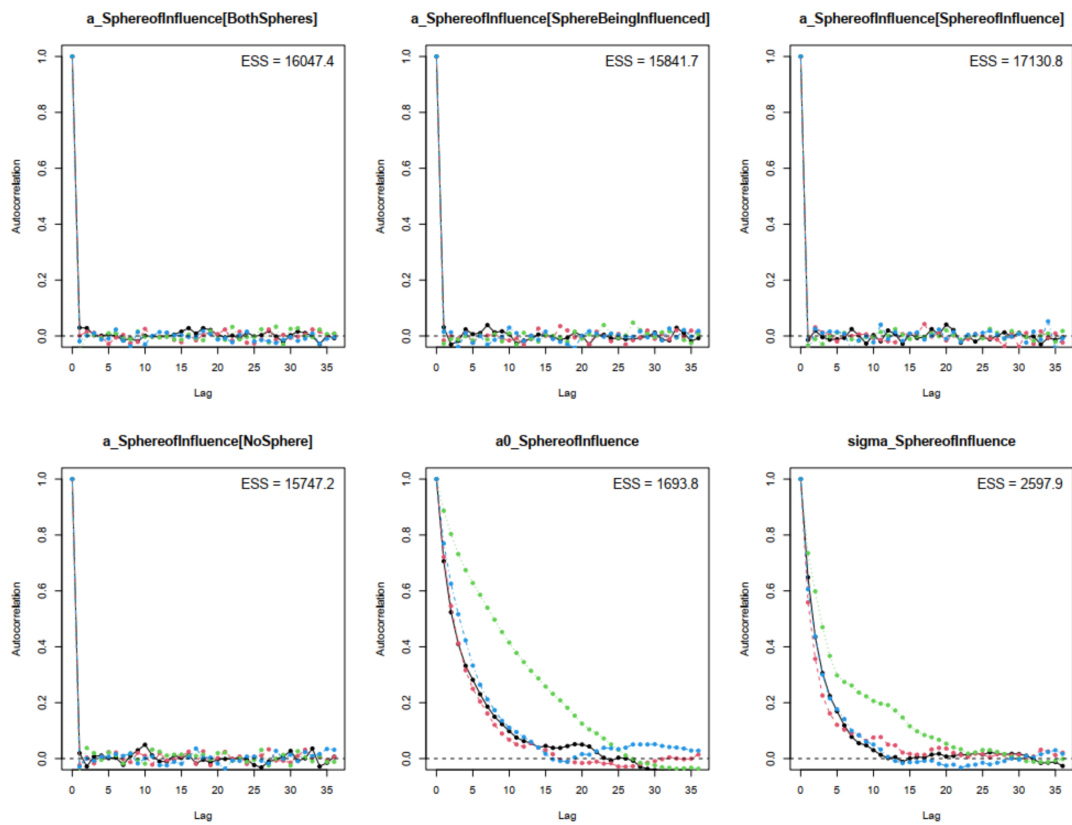 a_SphereofInfluence[BothSpheres]
ESS = 16047.4
Autocorrelation
1.0
0.8
0.6
0.4
0.2
0.0
0 5 10 15 20 25 30 35
Lag
a_SphereofInfluence[SphereBeingInfluenced]
ESS = 15841.7
Autocorrelation
1.0
0.8
0.6
0.4
0.2
0.0
0 5 10 15 20 25 30 35
Lag
a_SphereofInfluence[SphereofInfluence]
ESS = 17130.8
Autocorrelation
1.0
0.8
0.6
0.4
0.2
0.0
0 5 10 15 20 25 30 35
Lag
a_SphereofInfluence[NoSphere]
ESS = 15747.2
Autocorrelation
1.0
0.8
0.6
0.4
0.2
0.0
0 5 10 15 20 25 30 35
Lag
a0_SphereofInfluence
ESS = 1693.8
Autocorrelation
1.0
0.8
0.6
0.4
0.2
0.0
0 5 10 15 20 25 30 35
Lag
sigma_SphereofInfluence
ESS = 2597.9
Autocorrelation
1.0
0.8
0.6
0.4
0.2
0.0
0 5 10 15 20 25 30 35
Lag